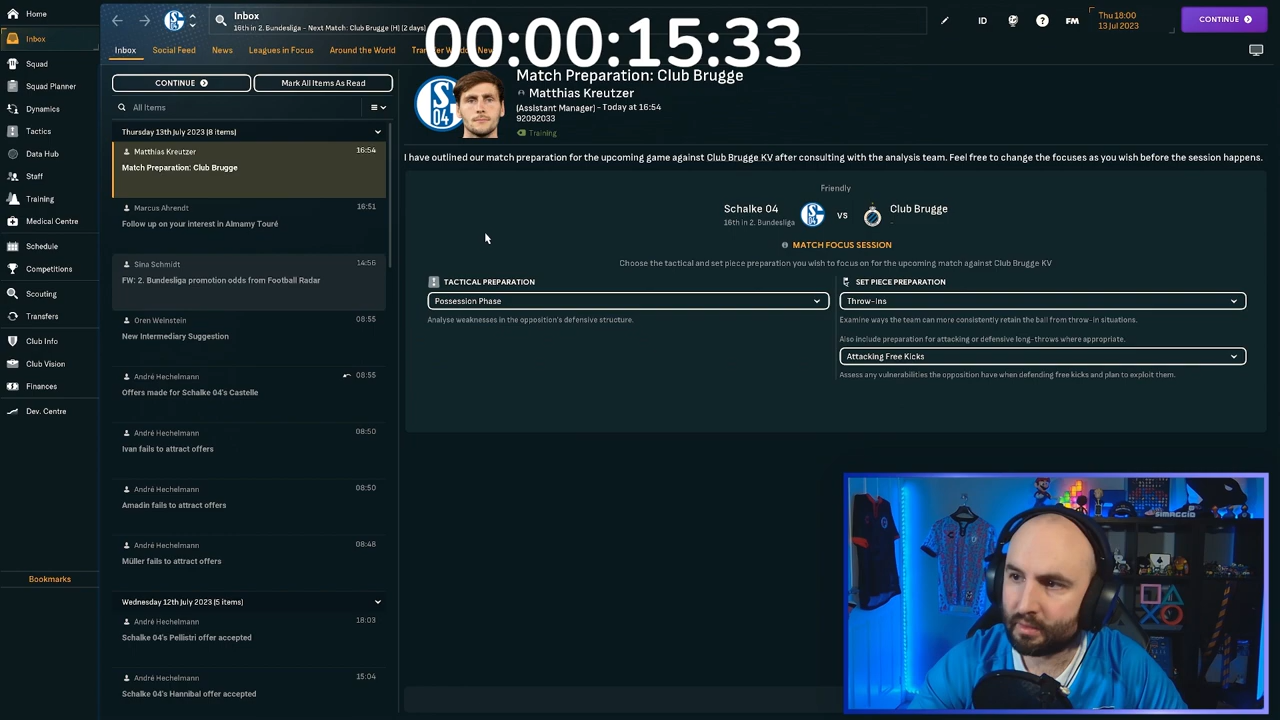 Home
Inbox
Squad
Squad Planner
Dynamics
Tactics
Data Hub
Staff
Training
Medical Centre
Schedule
Competitions
Scouting
Transfers
Club Info
Club Vision
Finances
Dev. Centre
Bookmarks
Inbox
16th in 2. Bundesliga - Next Match: Club Brugge (H) (2 days)
ID
FM
Thu 18:00
13 Jul 2023
CONTINUE
00:00:15:33
Inbox
Social Feed
News
Leagues in Focus
Around the World
CONTINUE
Mark All Items As Read
All Items
Thursday 13th July 2023 (8 items)
Matthias Kreutzer 16:54
Match Preparation: Club Brugge
Marcus Ahrendt 16:51
Follow up on your interest in Almamy Touré
Sina Schmidt 14:56
FW: 2. Bundesliga promotion odds from Football Radar
Oren Weinstein 08:55
New Intermediary Suggestion
André Hechelmann 08:55
Offers made for Schalke 04's Castelle
André Hechelmann 08:50
Ivan fails to attract offers
André Hechelmann 08:50
Amadin fails to attract offers
André Hechelmann 08:48
Müller fails to attract offers
Wednesday 12th July 2023 (5 items)
André Hechelmann 18:03
Schalke 04's Pellistri offer accepted
André Hechelmann 15:04
Schalke 04's Hannibal offer accepted
Match Preparation: Club Brugge
Matthias Kreutzer
(Assistant Manager) - Today at 16:54
92092033
Training
I have outlined our match preparation for the upcoming game against Club Brugge KV after consulting with the analysis team. Feel free to change the focuses as you wish before the session happens.
Friendly
Schalke 04 vs Club Brugge
16th in 2. Bundesliga -
MATCH FOCUS SESSION
Choose the tactical and set piece preparation you wish to focus on for the upcoming match against Club Brugge KV
TACTICAL PREPARATION
Possession Phase
Analyse weaknesses in the opposition's defensive structure.
SET PIECE PREPARATION
Throw-Ins
Examine ways the team can more consistently retain the ball from throw-in situations.
Also include preparation for attacking or defensive long-throws where appropriate.
Attacking Free Kicks
Assess any vulnerabilities the opposition have when defending free kicks and plan to exploit them.